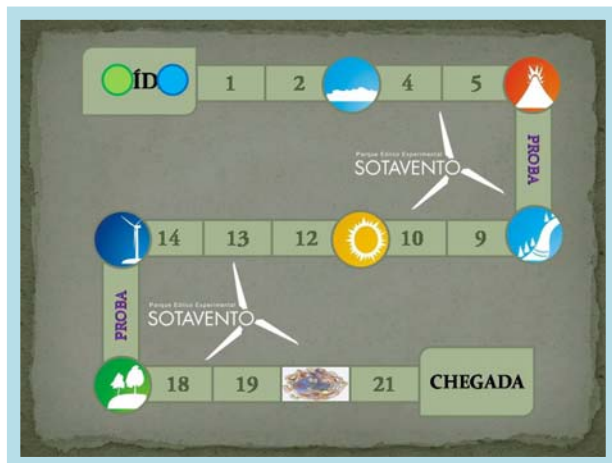 ÍD
1 2 4 5
Parque Eólico Experimental
SOTAVENTO
PROBA
14 13 12 10 9
Parque Eólico Experimental
SOTAVENTO
PROBA
18 19 21 CHEGADA